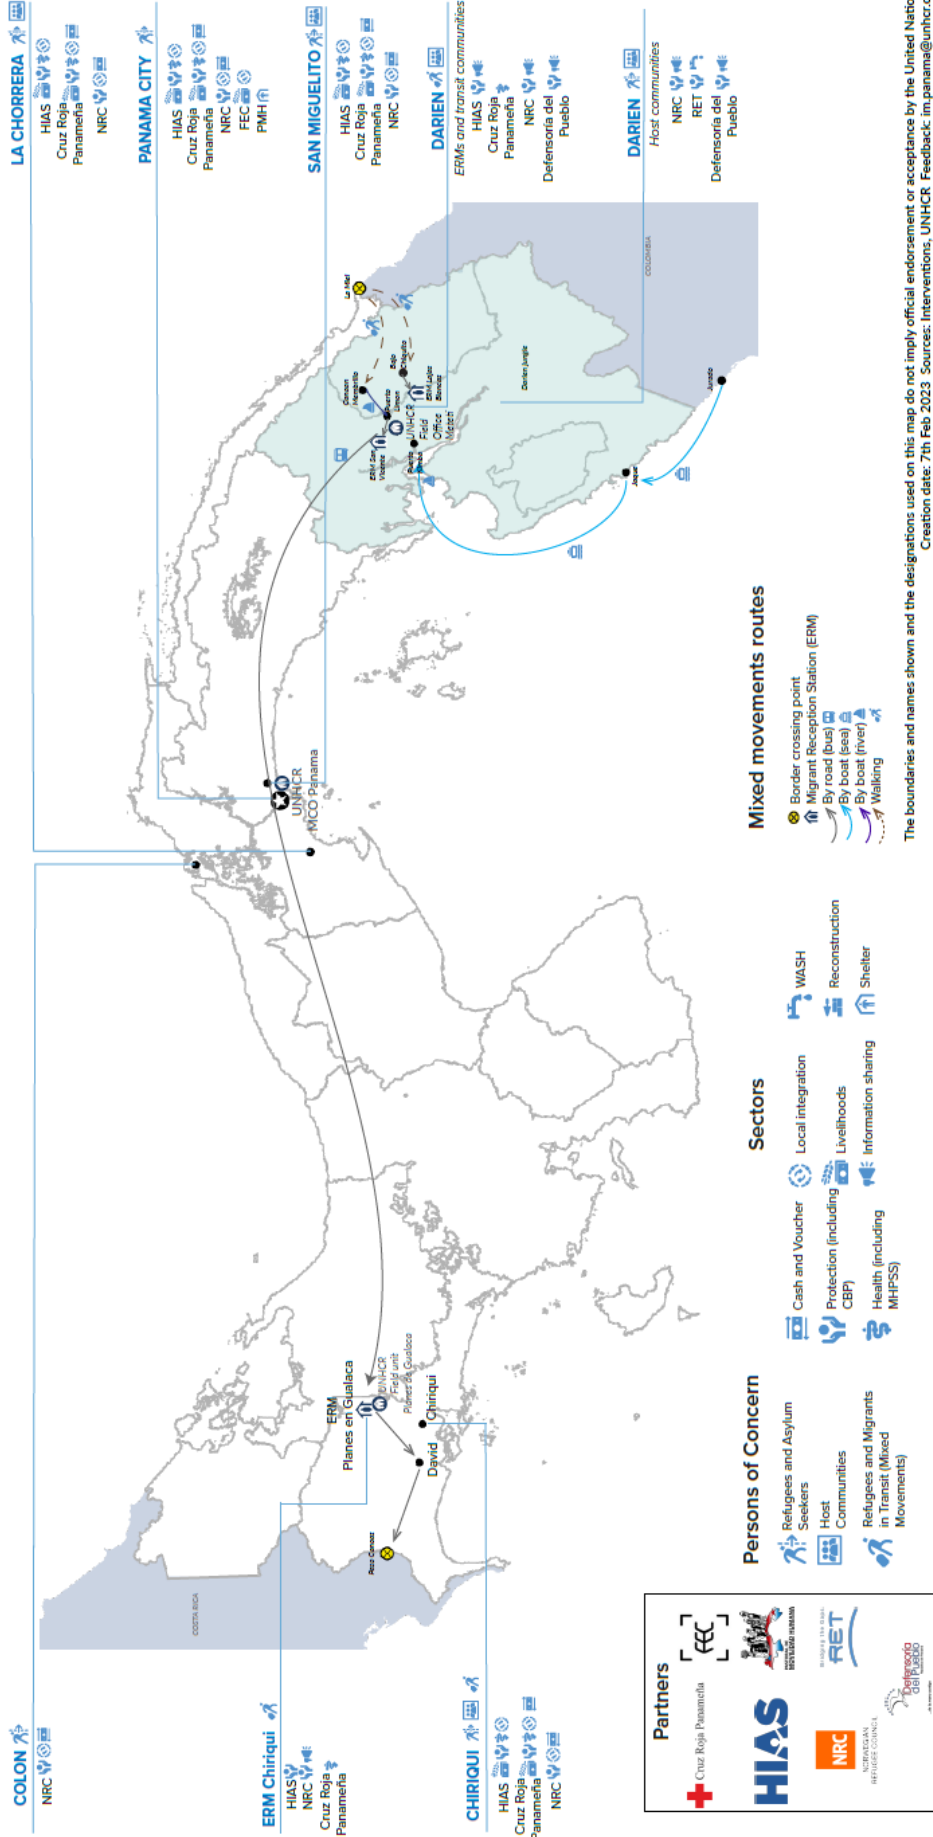 COLON
NRC
ERM Chiriqui
HIAS
NRC
Cruz Roja
Panameña
CHIRIQUI
HIAS
Cruz Roja
Panameña
NRC
LA CHORRERA
HIAS
Cruz Roja
Panameña
NRC
PANAMA CITY
HIAS
Cruz Roja
Panameña
NRC
FEC
PMH
SAN MIGUELITO
HIAS
Cruz Roja
Panameña
NRC
DARIEN
ERMs and transit communities
HIAS
Cruz Roja
Panameña
NRC
Defensoria del
Pueblo
DARIEN
Host communities
NRC
RET
Defensoria del
Pueblo
COSTA RICA
Paso Canoas
ERM
Planes en Gualaca
UNHCR
Field unit
Planes de Gualaca
David
Chiriqui
UNHCR
MCO Panama
La Miel
Canaan
Membrillo
Bajo
Chiquito
Puerto
Limon
ERM Lajas
Blancas
ERM San
Vicente
UNHCR
Field
Office
Meteti
Puerto
Darien Jungle
COLOMBIA
Jaque
Jurado
Partners
Cruz Roja Panameña
FEC
HIAS
MOVILIDAD HUMANA
NRC
NORWEGIAN
REFUGEE COUNCIL
Bridging the Gaps
RET
Defensoría
del Pueblo
Persons of Concern
Refugees and Asylum
Seekers
Host
Communities
Refugees and Migrants
in Transit (Mixed
Movements)
Sectors
Cash and Voucher
Protection (including
CBP)
Health (including
MHPSS)
Local integration
Livelihoods
Information sharing
WASH
Reconstruction
Shelter
Mixed movements routes
Border crossing point
Migrant Reception Station (ERM)
By road (bus)
By boat (sea)
By boat (river)
Walking
The boundaries and names shown and the designations used on this map do not imply official endorsement or acceptance by the United Natio
Creation date: 7th Feb 2023 Sources: Interventions, UNHCR Feedback: im.panama@unhcr.o